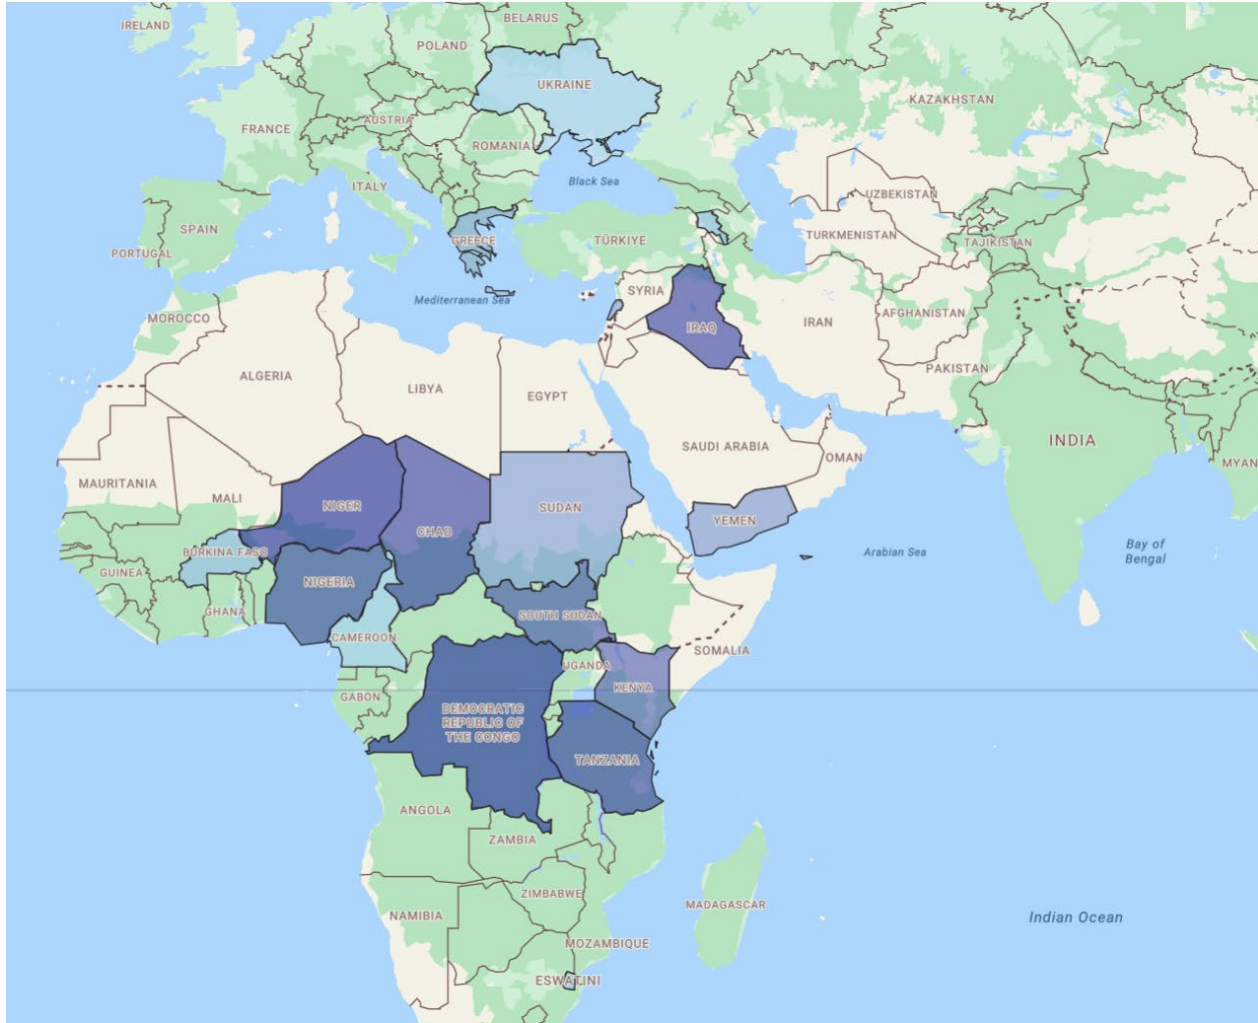 IRELAND
BELARUS
POLAND
UKRAINE
KAZAKHSTAN
FRANCE
AUSTRIA
ROMANIA
ITALY
Black Sea
UZBEKISTAN
SPAIN
PORTUGAL
GREECE
TÜRKIYE
TURKMENISTAN
TAJIKISTAN
Mediterranean Sea
SYRIA
MOROCCO
IRAQ
IRAN
AFGHANISTAN
PAKISTAN
ALGERIA
LIBYA
EGYPT
INDIA
SAUDI ARABIA
OMAN
MYAN
MAURITANIA
MALI
NIGER
CHAD
SUDAN
YEMEN
Arabian Sea
Bay of
Bengal
BURKINA FASO
GUINEA
NIGERIA
GHANA
SOUTH SUDAN
CAMEROON
SOMALIA
UGANDA
KENYA
GABON
DEMOCRATIC
REPUBLIC OF
THE CONGO
TANZANIA
ANGOLA
ZAMBIA
ZIMBABWE
MADAGASCAR
NAMIBIA
Indian Ocean
MOZAMBIQUE
ESWATINI